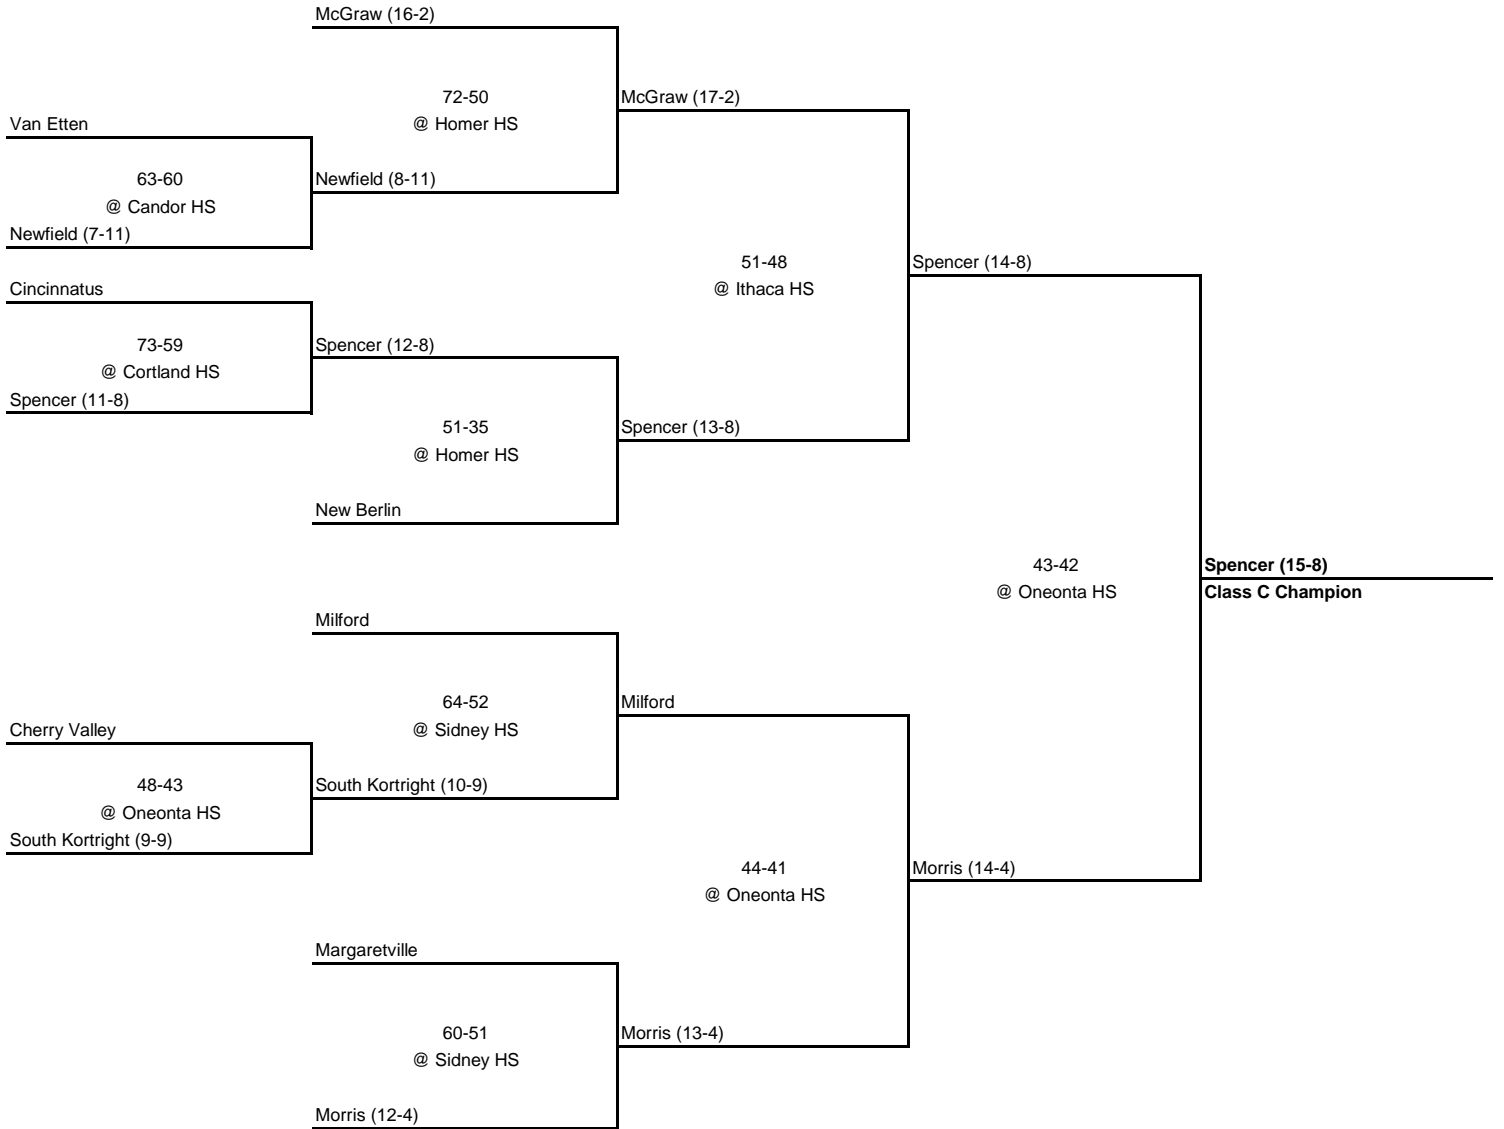 McGraw (16-2)
72-50
McGraw (17-2)
Van Etten
@ Homer HS
63-60
Newfield (8-11)
@ Candor HS
Newfield (7-11)
51-48
Spencer (14-8)
Cincinnatus
@ Ithaca HS
73-59
Spencer (12-8)
@ Cortland HS
Spencer (11-8)
51-35
Spencer (13-8)
@ Homer HS
New Berlin
43-42
Spencer (15-8)
@ Oneonta HS
Class C Champion
Milford
64-52
Milford
Cherry Valley
@ Sidney HS
48-43
South Kortright (10-9)
@ Oneonta HS
South Kortright (9-9)
44-41
Morris (14-4)
@ Oneonta HS
Margaretville
60-51
Morris (13-4)
@ Sidney HS
Morris (12-4)